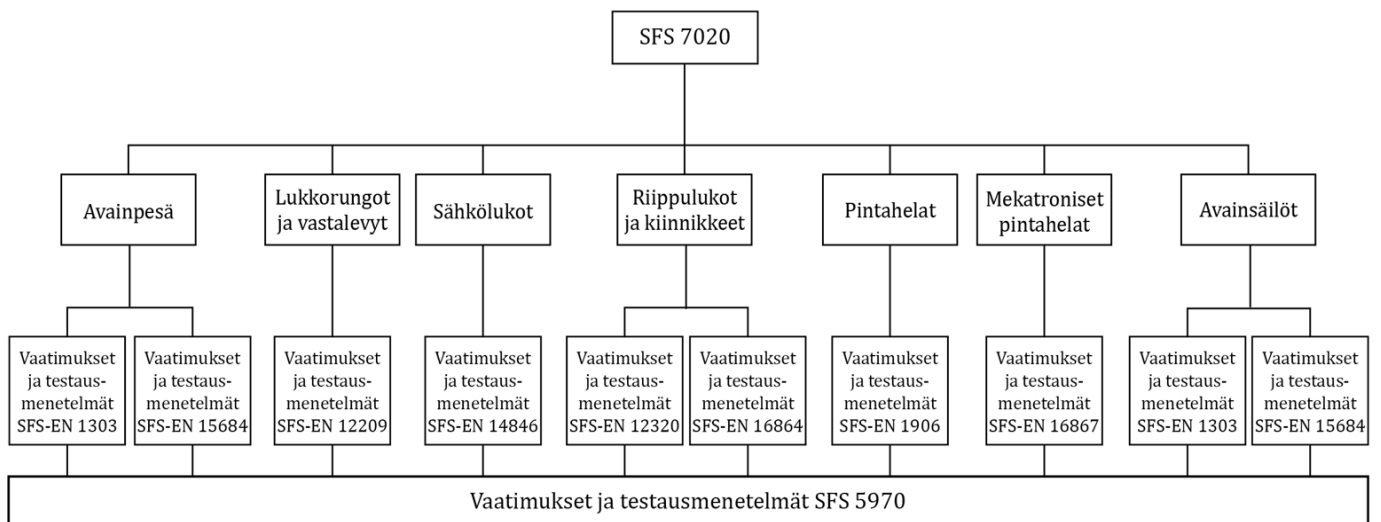 SFS 7020
Avainpesä
Lukkorungot
ja vastalevyt
Sähkölukot
Riippulukot
ja kiinnikkeet
Pintahelat
Mekatroniset
pintahelat
Avainsäilöt
Vaatimukset
ja testaus-
menetelmät
SFS-EN 1303
Vaatimukset
ja testaus-
menetelmät
SFS-EN 15684
Vaatimukset
ja testaus-
menetelmät
SFS-EN 12209
Vaatimukset
ja testaus-
menetelmät
SFS-EN 14846
Vaatimukset
ja testaus-
menetelmät
SFS-EN 12320
Vaatimukset
ja testaus-
menetelmät
SFS-EN 16864
Vaatimukset
ja testaus-
menetelmät
SFS-EN 1906
Vaatimukset
ja testaus-
menetelmät
SFS-EN 16867
Vaatimukset
ja testaus-
menetelmät
SFS-EN 1303
Vaatimukset
ja testaus-
menetelmät
SFS-EN 15684
Vaatimukset ja testausmenetelmät SFS 5970